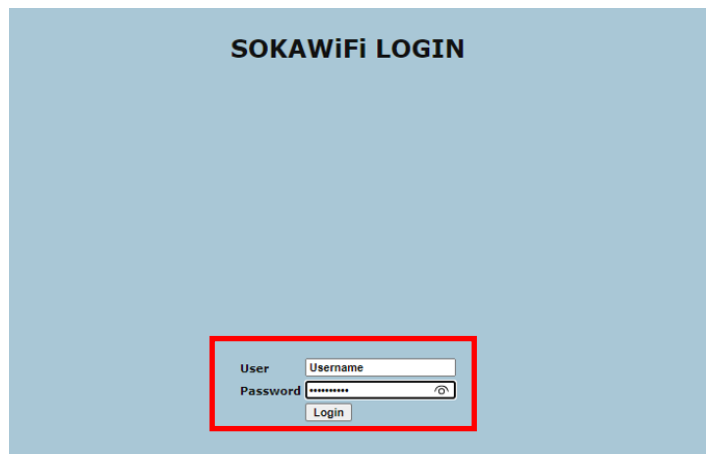 SOKAWiFi LOGIN
User Username
Password ••••••••••
Login